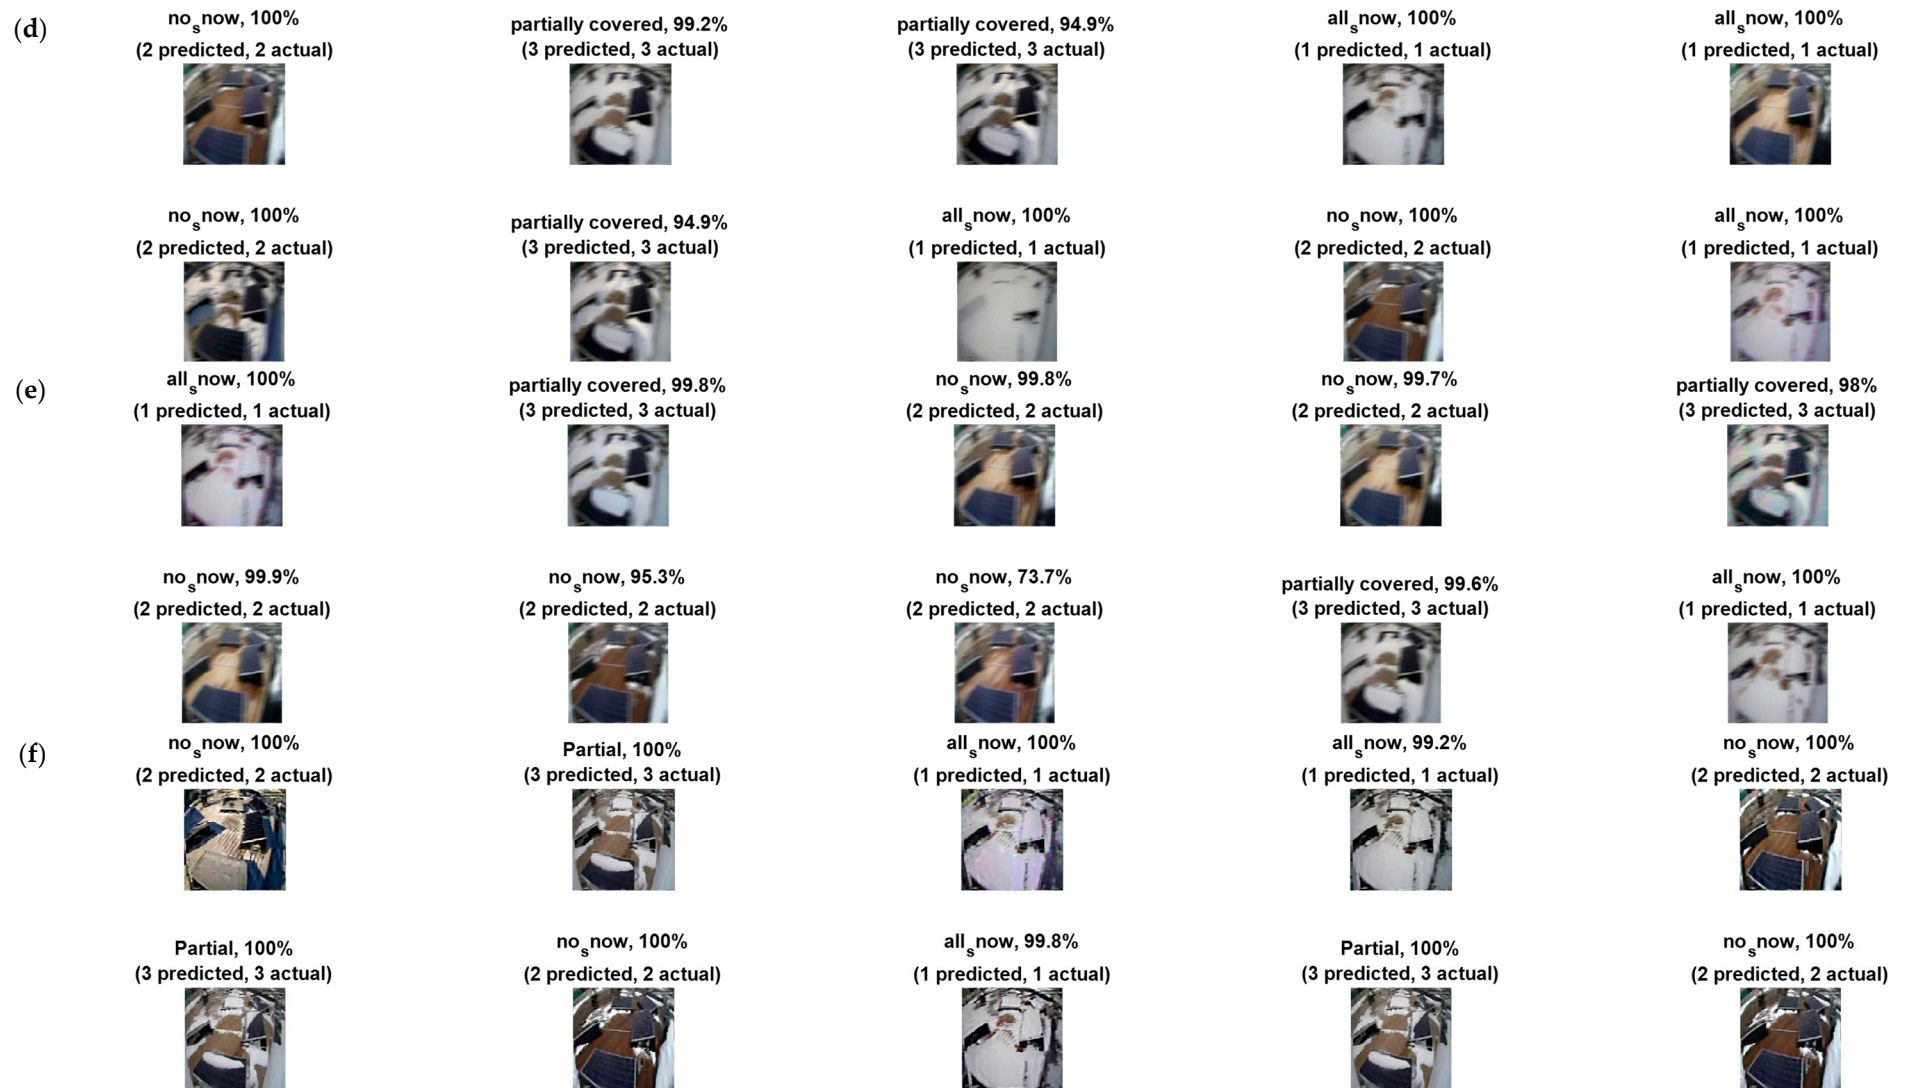 (d)
no_snow, 100%
(2 predicted, 2 actual)
partially covered, 99.2%
(3 predicted, 3 actual)
partially covered, 94.9%
(3 predicted, 3 actual)
all_snow, 100%
(1 predicted, 1 actual)
all_snow, 100%
(1 predicted, 1 actual)
no_snow, 100%
(2 predicted, 2 actual)
partially covered, 94.9%
(3 predicted, 3 actual)
all_snow, 100%
(1 predicted, 1 actual)
no_snow, 100%
(2 predicted, 2 actual)
all_snow, 100%
(1 predicted, 1 actual)
(e)
all_snow, 100%
(1 predicted, 1 actual)
partially covered, 99.8%
(3 predicted, 3 actual)
no_snow, 99.8%
(2 predicted, 2 actual)
no_snow, 99.7%
(2 predicted, 2 actual)
partially covered, 98%
(3 predicted, 3 actual)
no_snow, 99.9%
(2 predicted, 2 actual)
no_snow, 95.3%
(2 predicted, 2 actual)
no_snow, 73.7%
(2 predicted, 2 actual)
partially covered, 99.6%
(3 predicted, 3 actual)
all_snow, 100%
(1 predicted, 1 actual)
(f)
no_snow, 100%
(2 predicted, 2 actual)
Partial, 100%
(3 predicted, 3 actual)
all_snow, 100%
(1 predicted, 1 actual)
all_snow, 99.2%
(1 predicted, 1 actual)
no_snow, 100%
(2 predicted, 2 actual)
Partial, 100%
(3 predicted, 3 actual)
no_snow, 100%
(2 predicted, 2 actual)
all_snow, 99.8%
(1 predicted, 1 actual)
Partial, 100%
(3 predicted, 3 actual)
no_snow, 100%
(2 predicted, 2 actual)